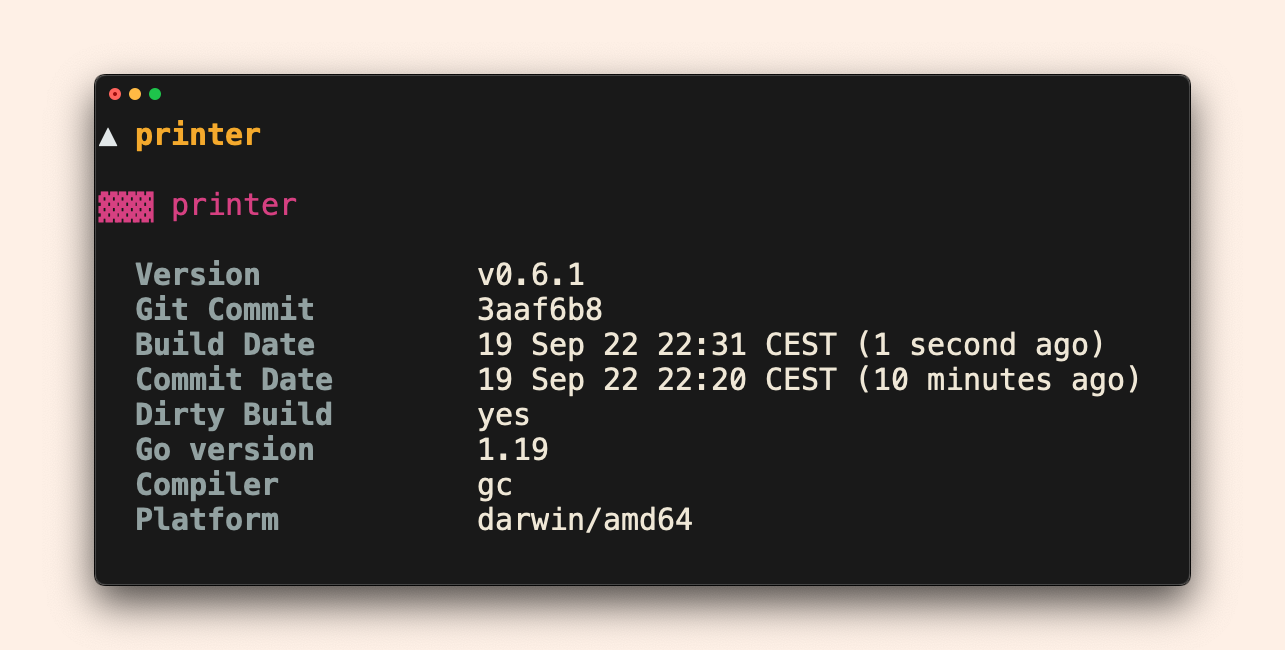 ▲ printer
▓▓▓ printer
Version v0.6.1
Git Commit 3aaf6b8
Build Date 19 Sep 22 22:31 CEST (1 second ago)
Commit Date 19 Sep 22 22:20 CEST (10 minutes ago)
Dirty Build yes
Go version 1.19
Compiler gc
Platform darwin/amd64